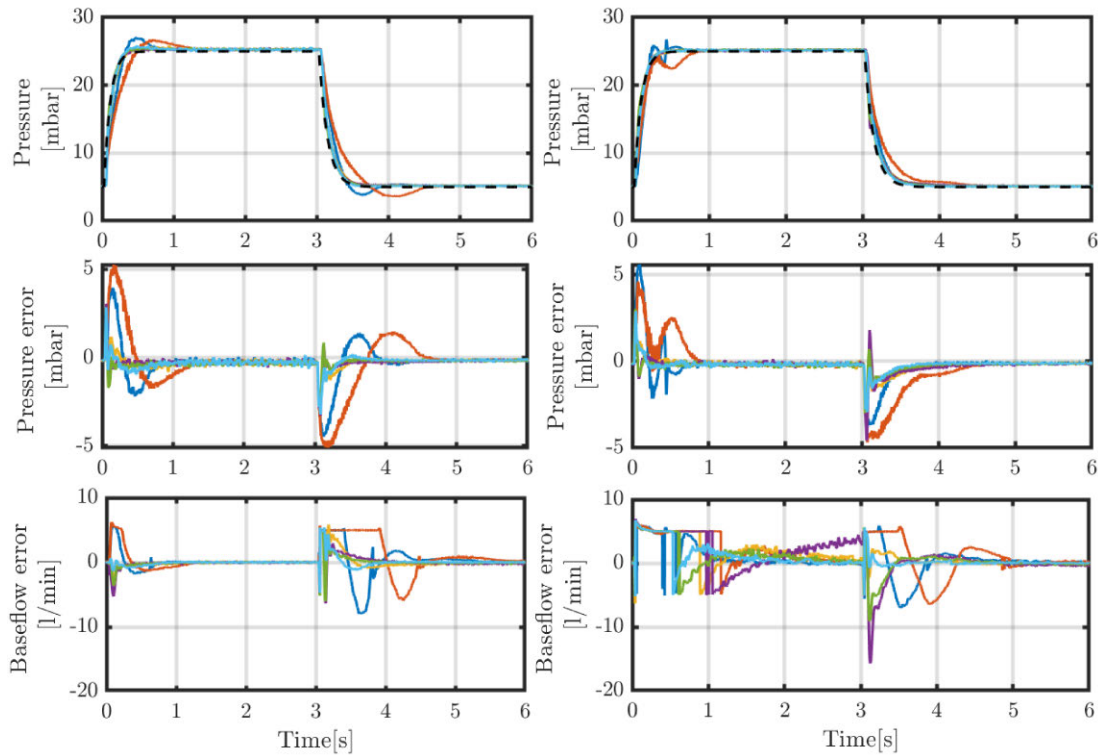 30
20
10
0
Pressure
[mbar]
0 1 2 3 4 5 6
30
20
10
0
Pressure
[mbar]
0 1 2 3 4 5 6
5
0
-5
Pressure error
[mbar]
0 1 2 3 4 5 6
5
0
-5
Pressure error
[mbar]
0 1 2 3 4 5 6
10
0
-10
-20
Baseflow error
[l/min]
0 1 2 3 4 5 6
Time[s]
10
0
-10
-20
Baseflow error
[l/min]
0 1 2 3 4 5 6
Time[s]